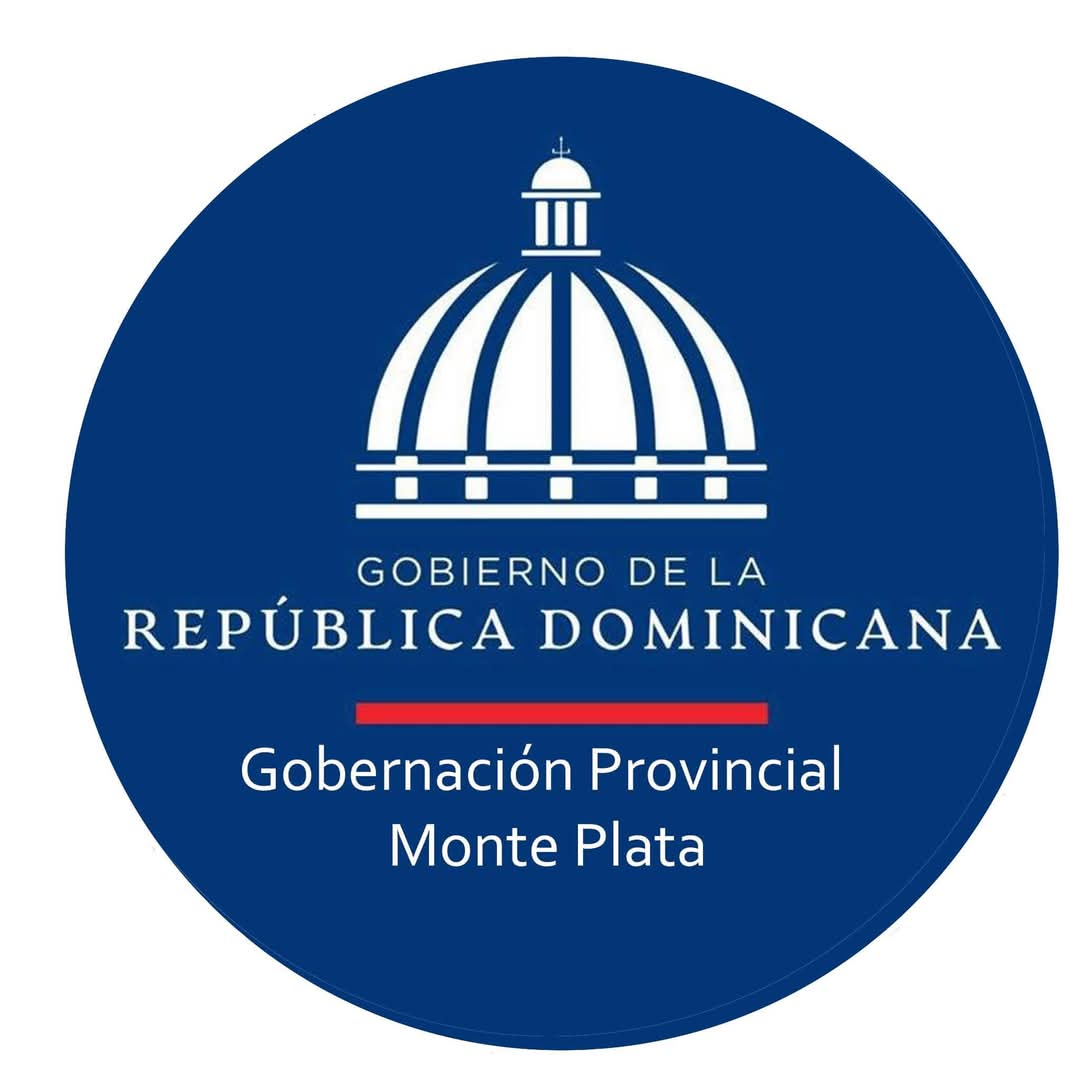 GOBIERNO DE LA
REPÚBLICA DOMINICANA
Gobernación Provincial
Monte Plata